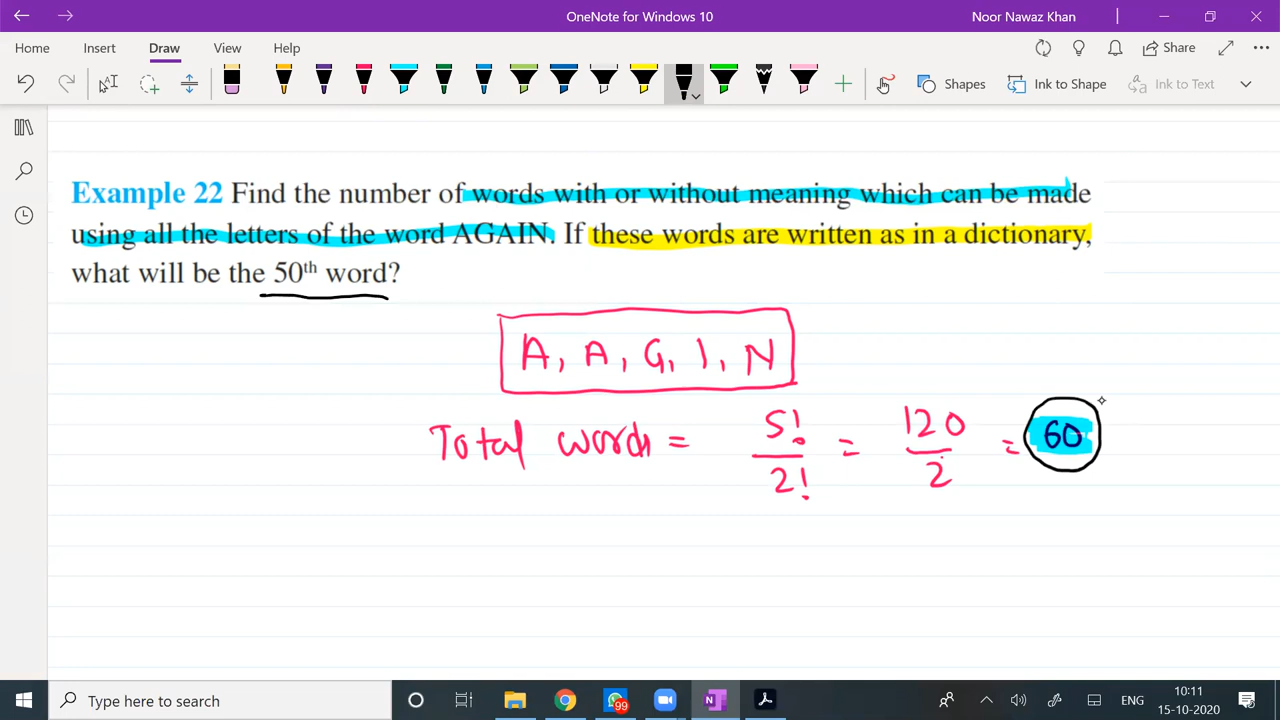 OneNote for Windows 10
Noor Nawaz Khan
Home Insert Draw View Help
Share
Shapes Ink to Shape Ink to Text
Example 22 Find the number of words with or without meaning which can be made
using all the letters of the word AGAIN. If these words are written as in a dictionary,
what will be the 50th word?
A, A, G, I, N
Total words = 5!/2! = 120/2 = 60
Type here to search
99
ENG
10:11
15-10-2020